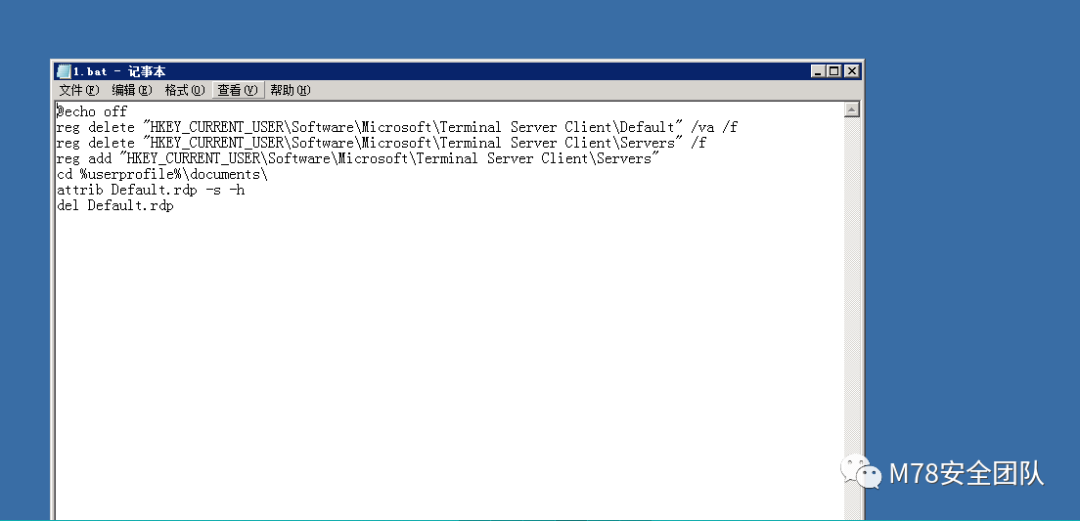 1.bat - 记事本
文件(F) 编辑(E) 格式(O) 查看(V) 帮助(H)
@echo off
reg delete "HKEY_CURRENT_USER\Software\Microsoft\Terminal Server Client\Default" /va /f
reg delete "HKEY_CURRENT_USER\Software\Microsoft\Terminal Server Client\Servers" /f
reg add "HKEY_CURRENT_USER\Software\Microsoft\Terminal Server Client\Servers"
cd %userprofile%\documents\
attrib Default.rdp -s -h
del Default.rdp
M78安全团队